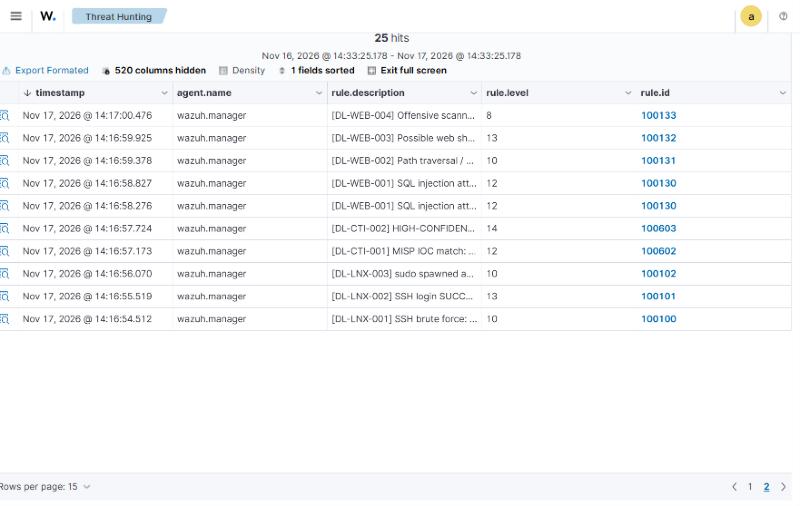 W. Threat Hunting a
25 hits
Nov 16, 2026 @ 14:33:25.178 - Nov 17, 2026 @ 14:33:25.178
Export Formated 520 columns hidden Density 1 fields sorted Exit full screen
timestamp agent.name rule.description rule.level rule.id
Nov 17, 2026 @ 14:17:00.476 wazuh.manager [DL-WEB-004] Offensive scann... 8 100133
Nov 17, 2026 @ 14:16:59.925 wazuh.manager [DL-WEB-003] Possible web sh... 13 100132
Nov 17, 2026 @ 14:16:59.378 wazuh.manager [DL-WEB-002] Path traversal / ... 10 100131
Nov 17, 2026 @ 14:16:58.827 wazuh.manager [DL-WEB-001] SQL injection att... 12 100130
Nov 17, 2026 @ 14:16:58.276 wazuh.manager [DL-WEB-001] SQL injection att... 12 100130
Nov 17, 2026 @ 14:16:57.724 wazuh.manager [DL-CTI-002] HIGH-CONFIDEN... 14 100603
Nov 17, 2026 @ 14:16:57.173 wazuh.manager [DL-CTI-001] MISP IOC match: ... 12 100602
Nov 17, 2026 @ 14:16:56.070 wazuh.manager [DL-LNX-003] sudo spawned a... 10 100102
Nov 17, 2026 @ 14:16:55.519 wazuh.manager [DL-LNX-002] SSH login SUCC... 13 100101
Nov 17, 2026 @ 14:16:54.512 wazuh.manager [DL-LNX-001] SSH brute force: ... 10 100100
Rows per page: 15 1 2